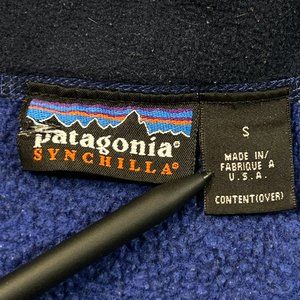 patagonia®
SYNCHILLA®
S
MADE IN/
FABRIQUE A
U.S.A.
CONTENT(OVER)